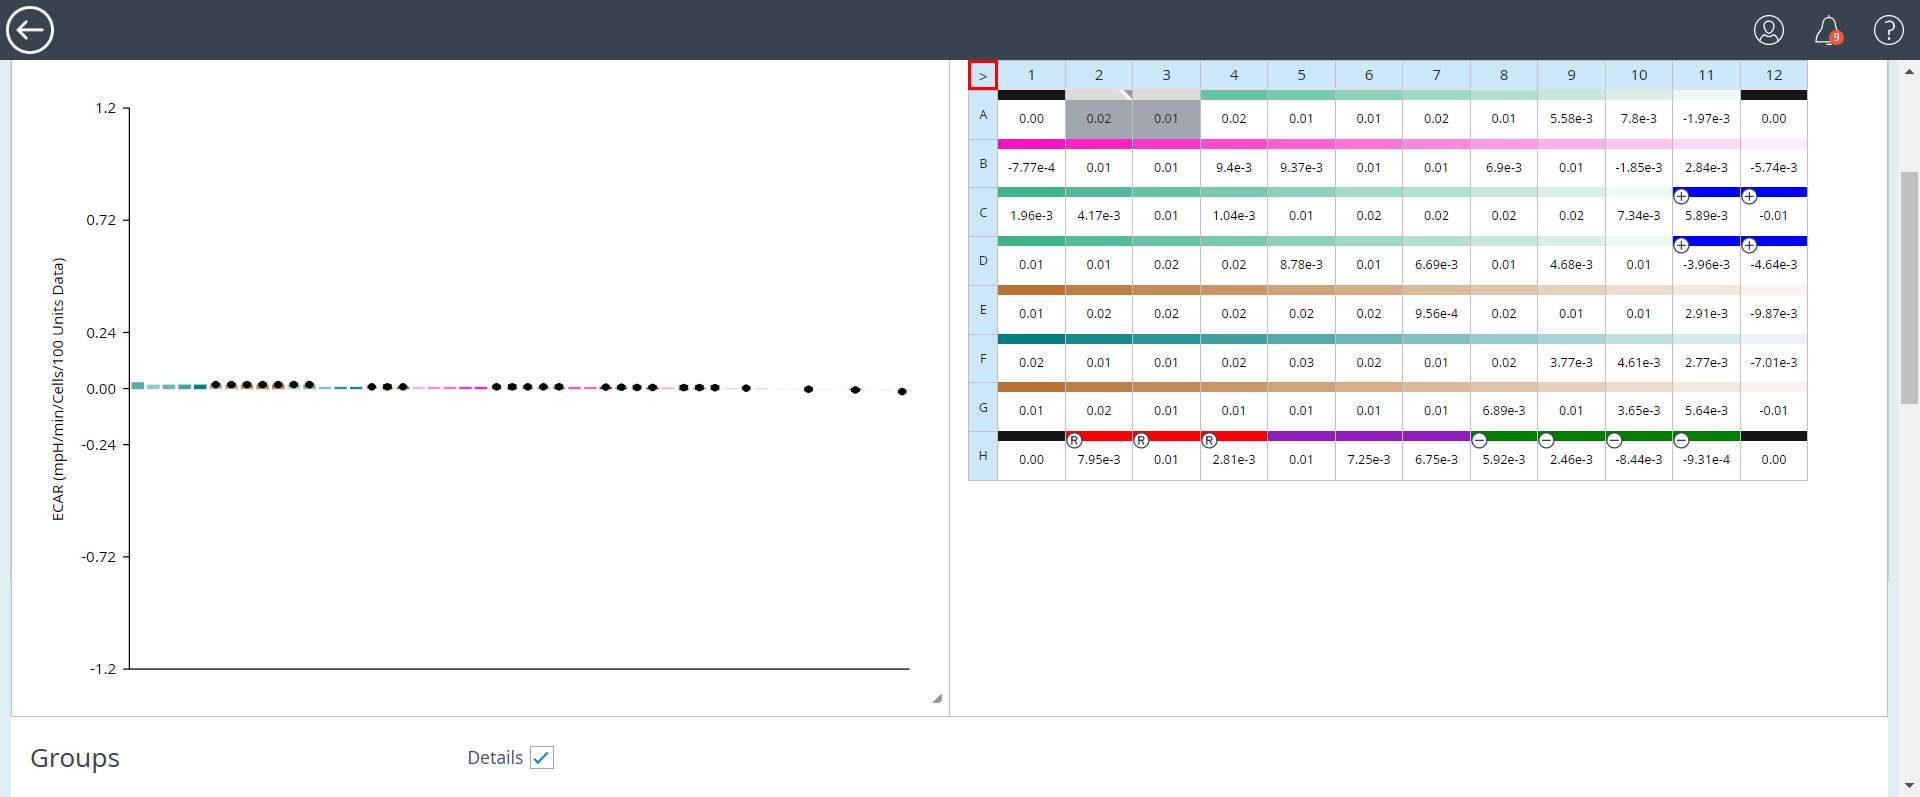 9
?
> 1 2 3 4 5 6 7 8 9 10 11 12
A 0.00 0.02 0.01 0.02 0.01 0.01 0.02 0.01 5.58e-3 7.8e-3 -1.97e-3 0.00
B -7.77e-4 0.01 0.01 9.4e-3 9.37e-3 0.01 0.01 6.9e-3 0.01 -1.85e-3 2.84e-3 -5.74e-3
C 1.96e-3 4.17e-3 0.01 1.04e-3 0.01 0.02 0.02 0.02 0.02 7.34e-3 5.89e-3 -0.01
D 0.01 0.01 0.02 0.02 8.78e-3 0.01 6.69e-3 0.01 4.68e-3 0.01 -3.96e-3 -4.64e-3
E 0.01 0.02 0.02 0.02 0.02 0.02 9.56e-4 0.02 0.01 0.01 2.91e-3 -9.87e-3
F 0.02 0.01 0.01 0.02 0.03 0.02 0.01 0.02 3.77e-3 4.61e-3 2.77e-3 -7.01e-3
G 0.01 0.02 0.01 0.01 0.01 0.01 0.01 6.89e-3 0.01 3.65e-3 5.64e-3 -0.01
R R R
H 0.00 7.95e-3 0.01 2.81e-3 0.01 7.25e-3 6.75e-3 5.92e-3 2.46e-3 -8.44e-3 -9.31e-4 0.00
ECAR (mpH/min/Cells/100 Units Data)
1.2
0.72
0.24
0.00
-0.24
-0.72
-1.2
Groups
Details